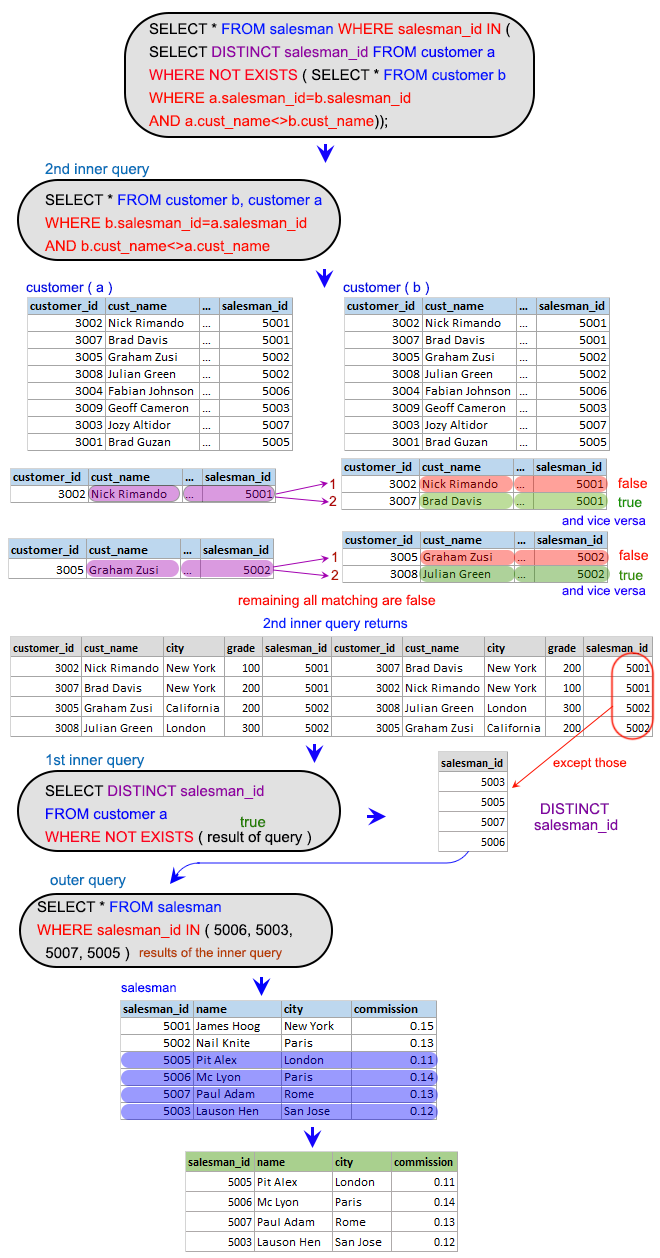 SELECT * FROM salesman WHERE salesman_id IN (
SELECT DISTINCT salesman_id FROM customer a
WHERE NOT EXISTS ( SELECT * FROM customer b
WHERE a.salesman_id=b.salesman_id
AND a.cust_name<>b.cust_name));
2nd inner query
SELECT * FROM customer b, customer a
WHERE b.salesman_id=a.salesman_id
AND b.cust_name<>a.cust_name
customer ( a )
customer_id cust_name ... salesman_id
3002 Nick Rimando ... 5001
3007 Brad Davis ... 5001
3005 Graham Zusi ... 5002
3008 Julian Green ... 5002
3004 Fabian Johnson ... 5006
3009 Geoff Cameron ... 5003
3003 Jozy Altidor ... 5007
3001 Brad Guzan ... 5005
customer ( b )
customer_id cust_name ... salesman_id
3002 Nick Rimando ... 5001
3007 Brad Davis ... 5001
3005 Graham Zusi ... 5002
3008 Julian Green ... 5002
3004 Fabian Johnson ... 5006
3009 Geoff Cameron ... 5003
3003 Jozy Altidor ... 5007
3001 Brad Guzan ... 5005
customer_id cust_name ... salesman_id
3002 Nick Rimando ... 5001
customer_id cust_name ... salesman_id
1 3002 Nick Rimando ... 5001 false
2 3007 Brad Davis ... 5001 true
and vice versa
customer_id cust_name ... salesman_id
3005 Graham Zusi ... 5002
customer_id cust_name ... salesman_id
1 3005 Graham Zusi ... 5002 false
2 3008 Julian Green ... 5002 true
and vice versa
remaining all matching are false
2nd inner query returns
customer_id cust_name city grade salesman_id customer_id cust_name city grade salesman_id
3002 Nick Rimando New York 100 5001 3007 Brad Davis New York 200 5001
3007 Brad Davis New York 200 5001 3002 Nick Rimando New York 100 5001
3005 Graham Zusi California 200 5002 3008 Julian Green London 300 5002
3008 Julian Green London 300 5002 3005 Graham Zusi California 200 5002
1st inner query
SELECT DISTINCT salesman_id
FROM customer a
true
WHERE NOT EXISTS ( result of query )
salesman_id
5003
5005
5007
5006
except those
DISTINCT
salesman_id
outer query
SELECT * FROM salesman
WHERE salesman_id IN ( 5006, 5003,
5007, 5005 ) results of the inner query
salesman
salesman_id name city commission
5001 James Hoog New York 0.15
5002 Nail Knite Paris 0.13
5005 Pit Alex London 0.11
5006 Mc Lyon Paris 0.14
5007 Paul Adam Rome 0.13
5003 Lauson Hen San Jose 0.12
salesman_id name city commission
5005 Pit Alex London 0.11
5006 Mc Lyon Paris 0.14
5007 Paul Adam Rome 0.13
5003 Lauson Hen San Jose 0.12